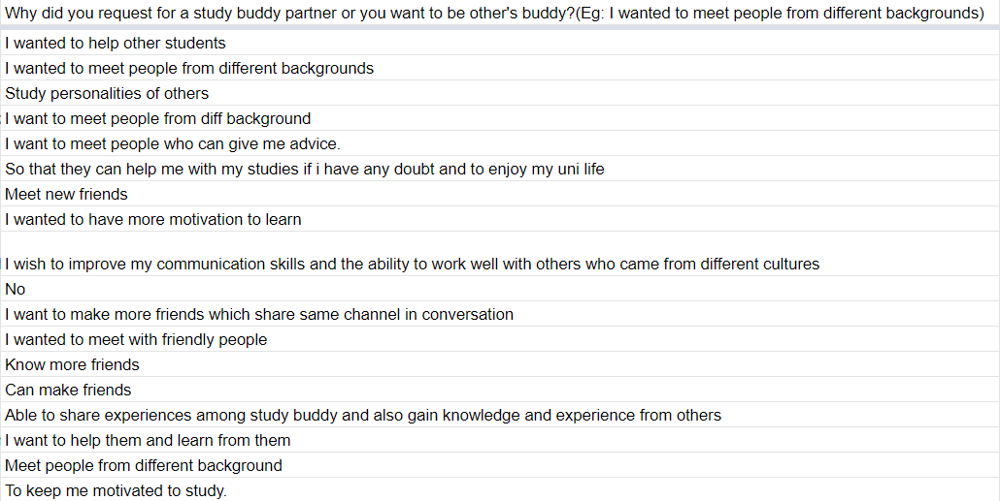 Why did you request for a study buddy partner or you want to be other's buddy?(Eg: I wanted to meet people from different backgrounds)
I wanted to help other students
I wanted to meet people from different backgrounds
Study personalities of others
I want to meet people from diff background
I want to meet people who can give me advice.
So that they can help me with my studies if i have any doubt and to enjoy my uni life
Meet new friends
I wanted to have more motivation to learn
I wish to improve my communication skills and the ability to work well with others who came from different cultures
No
I want to make more friends which share same channel in conversation
I wanted to meet with friendly people
Know more friends
Can make friends
Able to share experiences among study buddy and also gain knowledge and experience from others
I want to help them and learn from them
Meet people from different background
To keep me motivated to study.